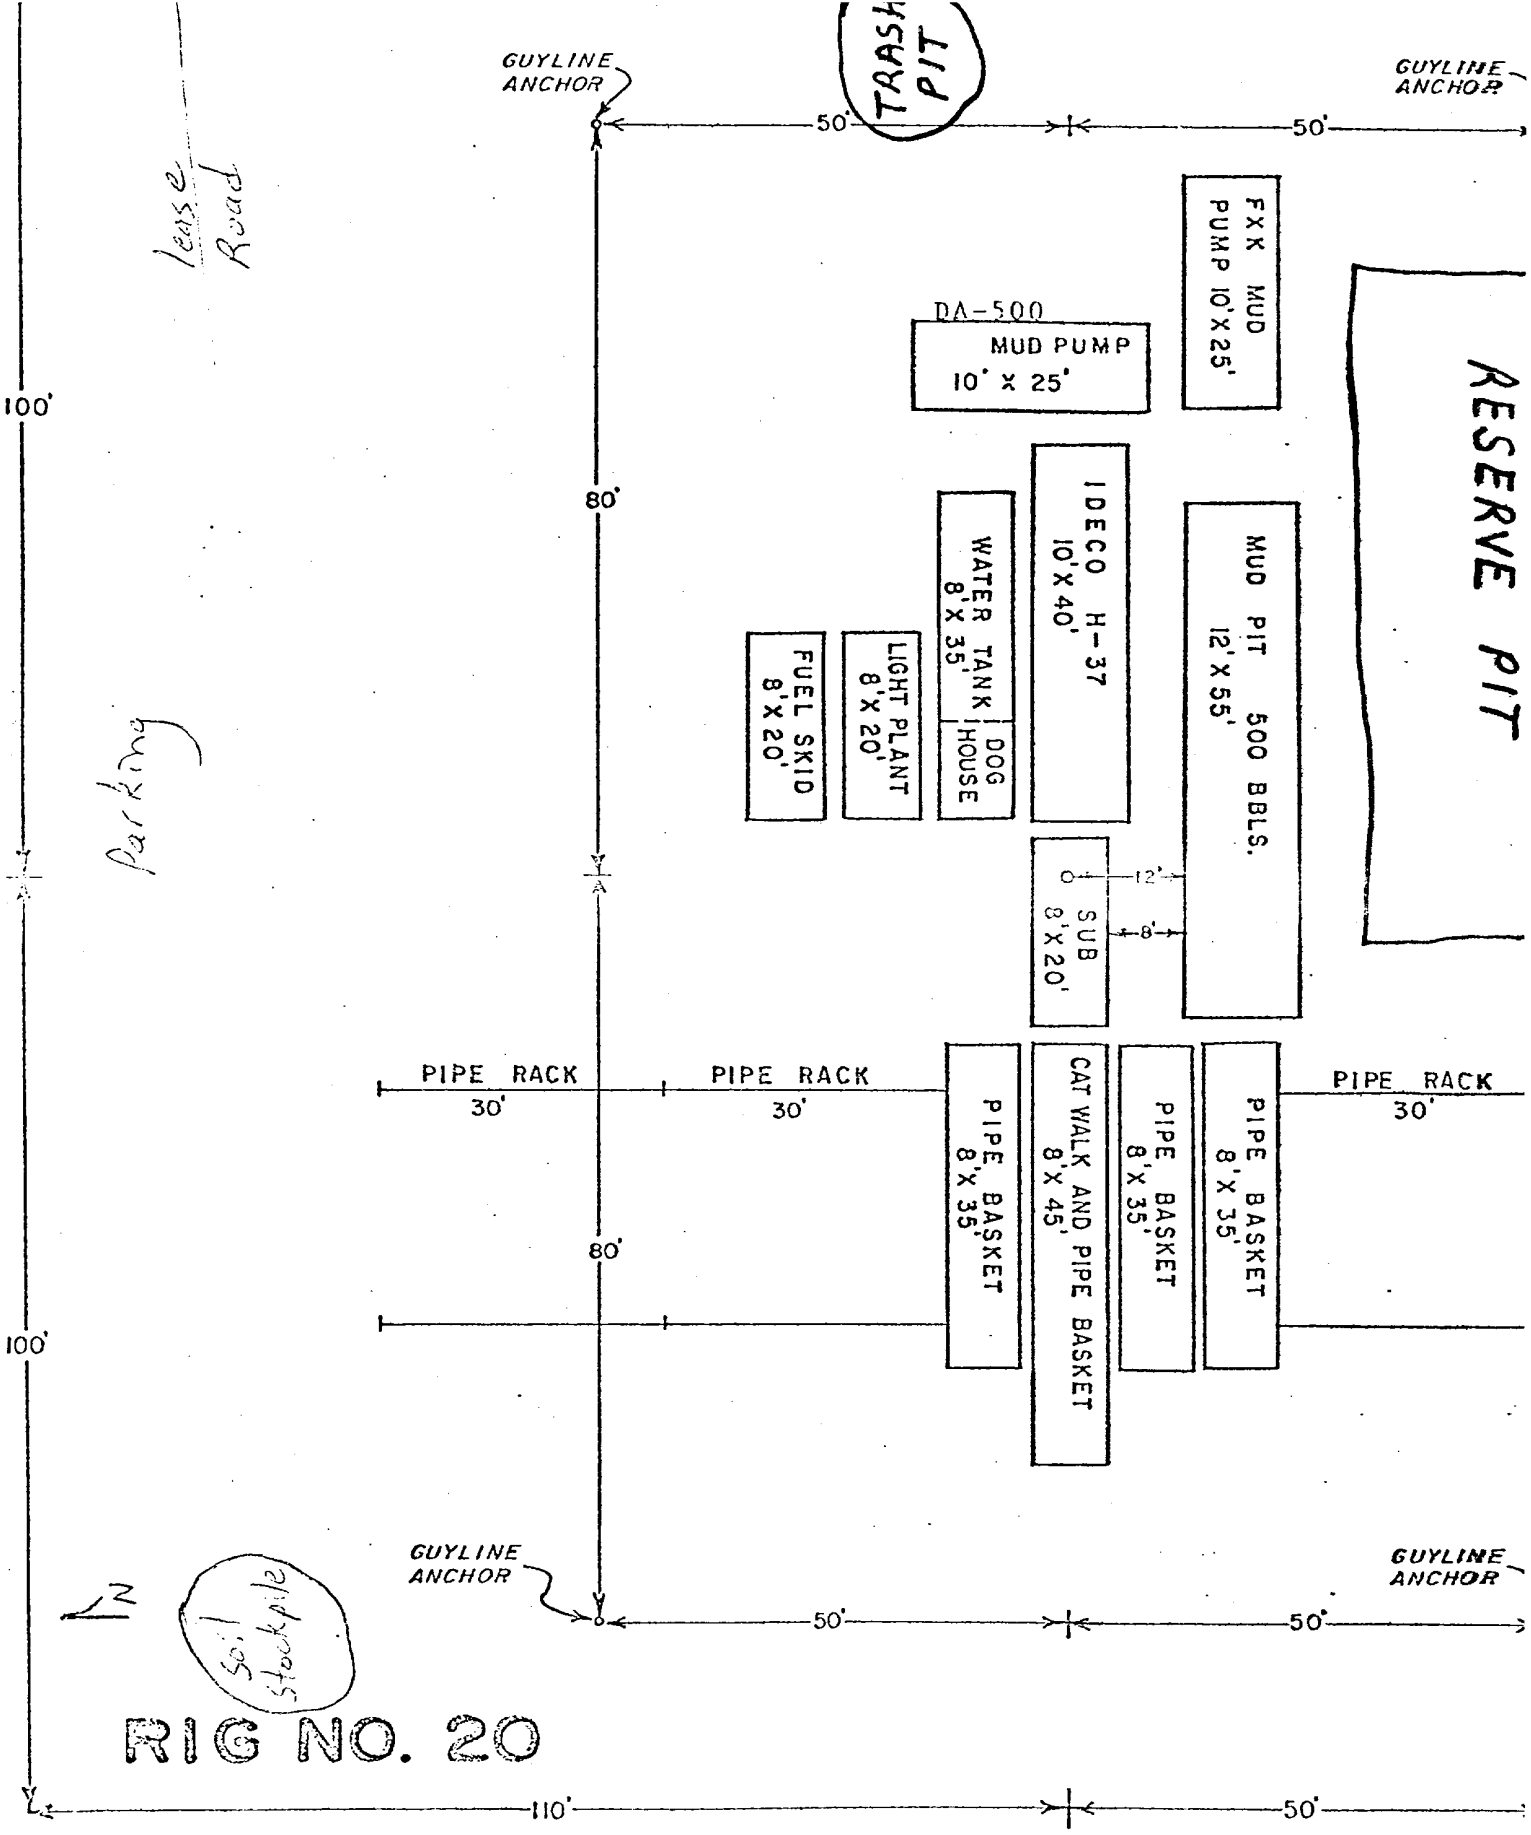 TRASH
PIT
GUYLINE
ANCHOR
GUYLINE
ANCHOR
50'
50'
lease
Road
FXK MUD
PUMP 10'X25'
DA-500
MUD PUMP
10' X 25'
RESERVE PIT
100'
80'
IDECO H-37
10'X 40'
WATER TANK
8'X 35'
DOG
HOUSE
MUD PIT 500 BBLS.
12'X 55'
LIGHT PLANT
8'X 20'
FUEL SKID
8'X 20'
Parking
12'
8'
SUB
8'X 20'
PIPE RACK
30'
PIPE RACK
30'
PIPE RACK
30'
PIPE BASKET
8'X 35'
CAT WALK AND PIPE BASKET
8'X 45'
PIPE BASKET
8'X 35'
PIPE BASKET
8'X 35'
80'
100'
GUYLINE
ANCHOR
GUYLINE
ANCHOR
50'
50'
N
Soil
Stockpile
RIG NO. 20
110'
50'